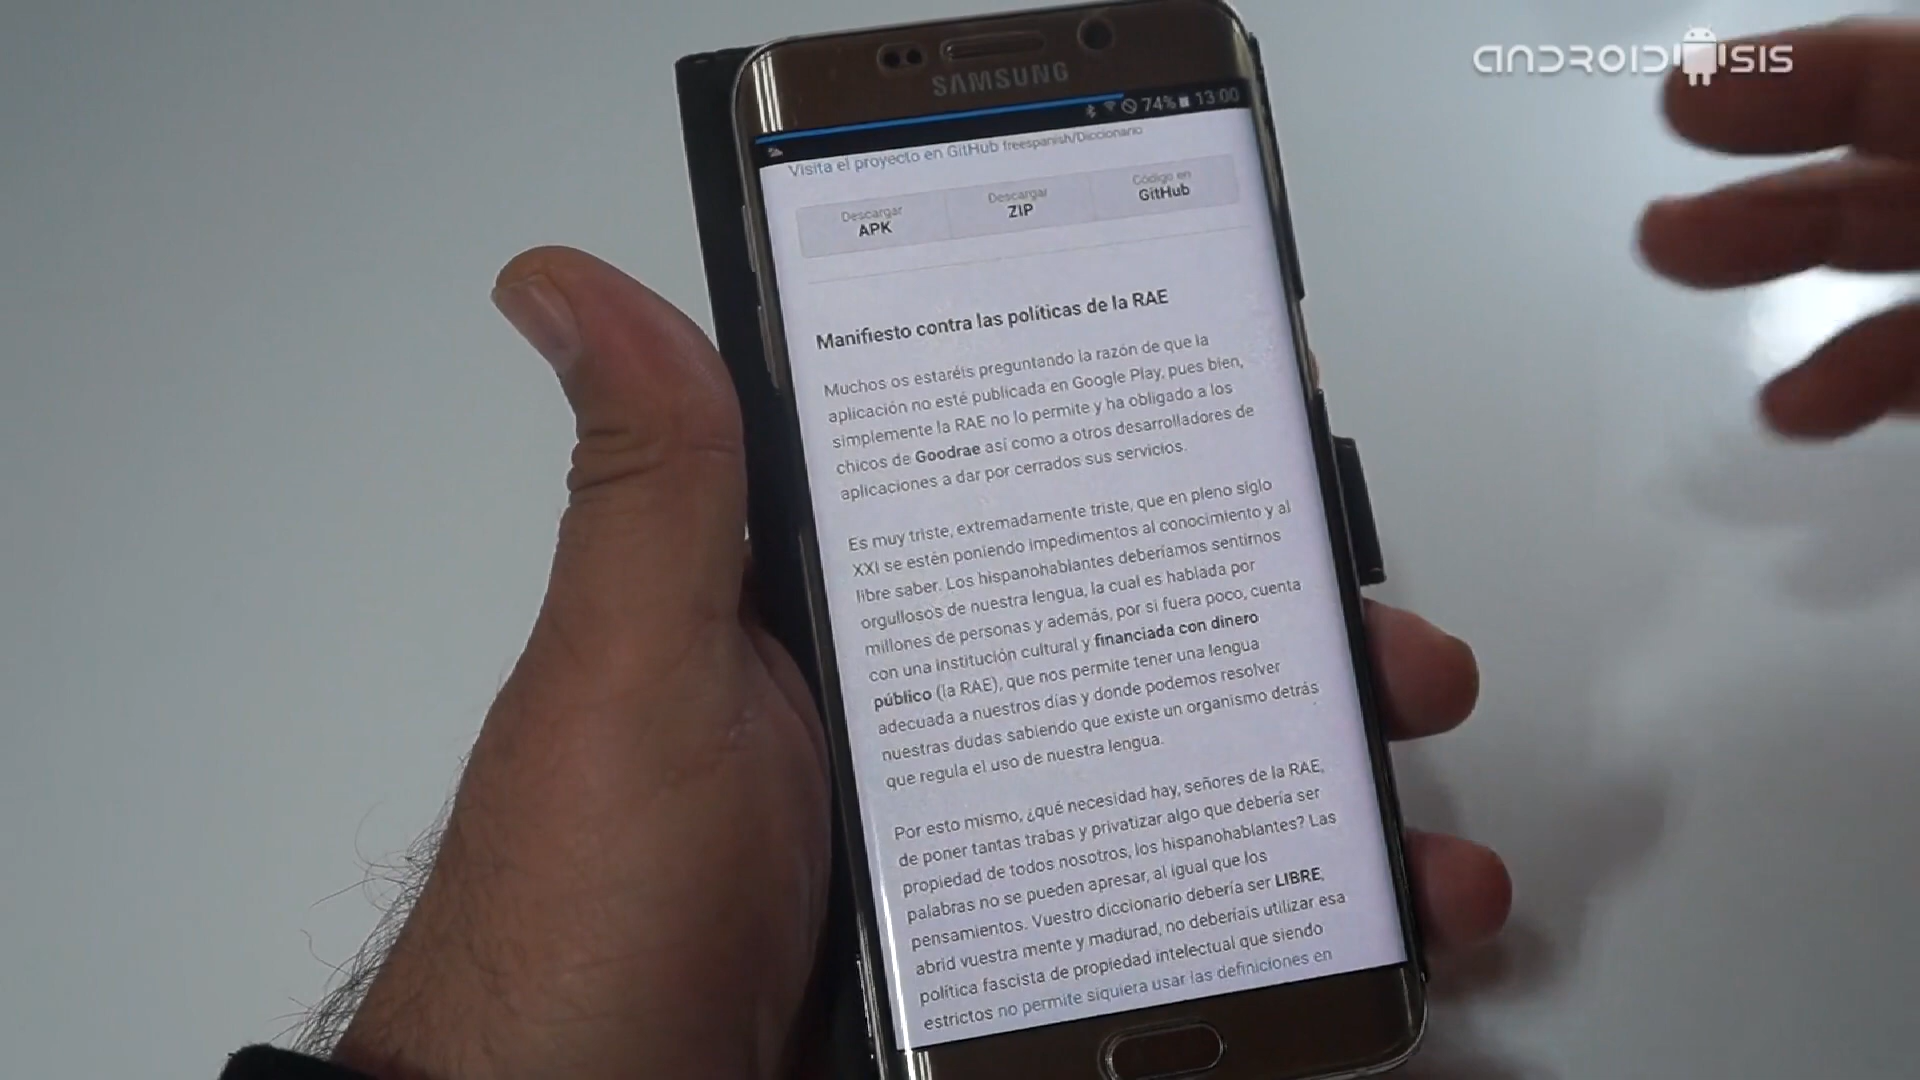 ANDROIDSIS
SAMSUNG
74% 13:00
Visita el proyecto en GitHub freespanish/Diccionario
Descargar
APK
Descargar
ZIP
Código en
GitHub
Manifiesto contra las políticas de la RAE
Muchos os estaréis preguntando la razón de que la
aplicación no esté publicada en Google Play, pues bien,
simplemente la RAE no lo permite y ha obligado a los
chicos de Goodrae así como a otros desarrolladores de
aplicaciones a dar por cerrados sus servicios.
Es muy triste, extremadamente triste, que en pleno siglo
XXI se estén poniendo impedimentos al conocimiento y al
libre saber. Los hispanohablantes deberíamos sentirnos
orgullosos de nuestra lengua, la cual es hablada por
millones de personas y además, por si fuera poco, cuenta
con una institución cultural y financiada con dinero
público (la RAE), que nos permite tener una lengua
adecuada a nuestros días y donde podemos resolver
nuestras dudas sabiendo que existe un organismo detrás
que regula el uso de nuestra lengua.
Por esto mismo, ¿qué necesidad hay, señores de la RAE,
de poner tantas trabas y privatizar algo que debería ser
propiedad de todos nosotros, los hispanohablantes? Las
palabras no se pueden apresar, al igual que los
pensamientos. Vuestro diccionario debería ser LIBRE,
abrid vuestra mente y madurad, no deberíais utilizar esa
política fascista de propiedad intelectual que siendo
estrictos no permite siquiera usar las definiciones en